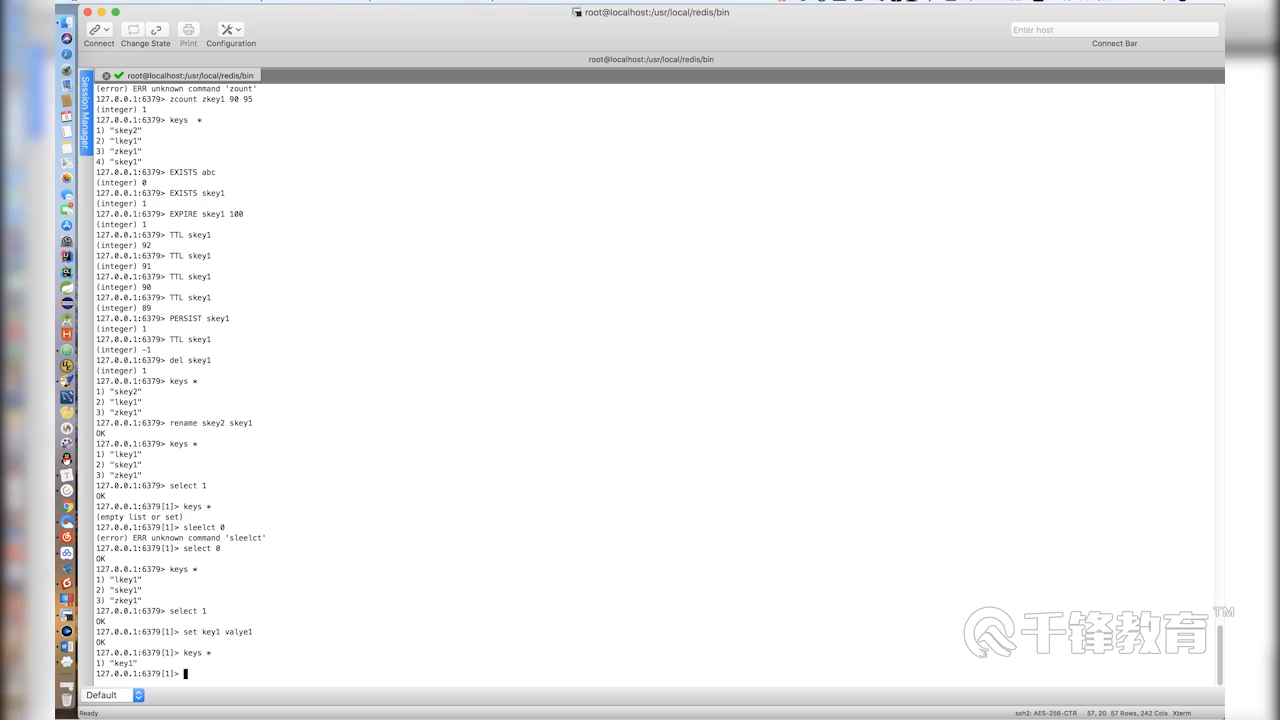 root@localhost:/usr/local/redis/bin
Connect
Change State
Print
Configuration
Enter host
Connect Bar
root@localhost:/usr/local/redis/bin
root@localhost:/usr/local/redis/bin
Session Manager
(error) ERR unknown command 'zount'
127.0.0.1:6379> zcount zkey1 90 95
(integer) 1
127.0.0.1:6379> keys  *
1) "skey2"
2) "lkey1"
3) "zkey1"
4) "skey1"
127.0.0.1:6379> EXISTS abc
(integer) 0
127.0.0.1:6379> EXISTS skey1
(integer) 1
127.0.0.1:6379> EXPIRE skey1 100
(integer) 1
127.0.0.1:6379> TTL skey1
(integer) 92
127.0.0.1:6379> TTL skey1
(integer) 91
127.0.0.1:6379> TTL skey1
(integer) 90
127.0.0.1:6379> TTL skey1
(integer) 89
127.0.0.1:6379> PERSIST skey1
(integer) 1
127.0.0.1:6379> TTL skey1
(integer) -1
127.0.0.1:6379> del skey1
(integer) 1
127.0.0.1:6379> keys *
1) "skey2"
2) "lkey1"
3) "zkey1"
127.0.0.1:6379> rename skey2 skey1
OK
127.0.0.1:6379> keys *
1) "lkey1"
2) "skey1"
3) "zkey1"
127.0.0.1:6379> select 1
OK
127.0.0.1:6379[1]> keys *
(empty list or set)
127.0.0.1:6379[1]> sleelct 0
(error) ERR unknown command 'sleelct'
127.0.0.1:6379[1]> select 0
OK
127.0.0.1:6379> keys *
1) "lkey1"
2) "skey1"
3) "zkey1"
127.0.0.1:6379> select 1
OK
127.0.0.1:6379[1]> set key1 valye1
OK
127.0.0.1:6379[1]> keys *
1) "key1"
127.0.0.1:6379[1]>
千锋教育™
Default
Ready
ssh2: AES-256-CTR
57, 20
57 Rows, 242 Cols
Xterm